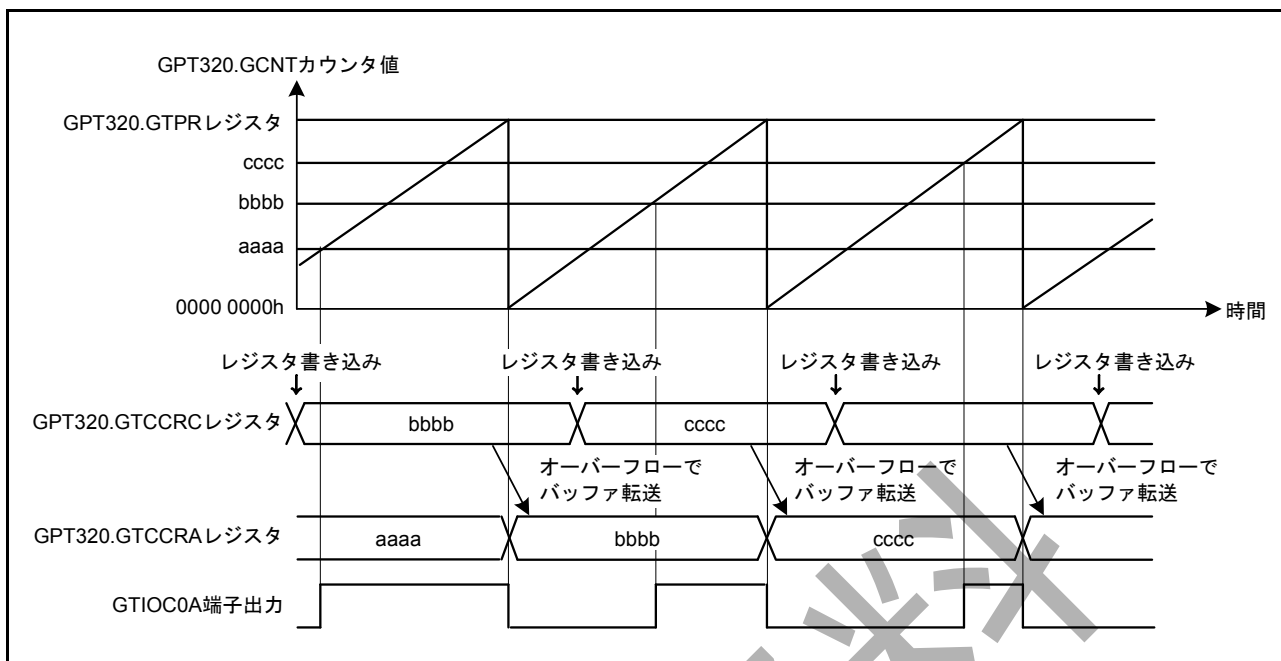 GPT320.GCNTカウンタ値
GPT320.GTPRレジスタ
cccc
bbbb
aaaa
0000 0000h
時間
レジスタ書き込み
レジスタ書き込み
レジスタ書き込み
レジスタ書き込み
GPT320.GTCCRCレジスタ
bbbb
cccc
オーバーフローで
バッファ転送
オーバーフローで
バッファ転送
オーバーフローで
バッファ転送
GPT320.GTCCRAレジスタ
aaaa
bbbb
cccc
GTIOC0A端子出力
料